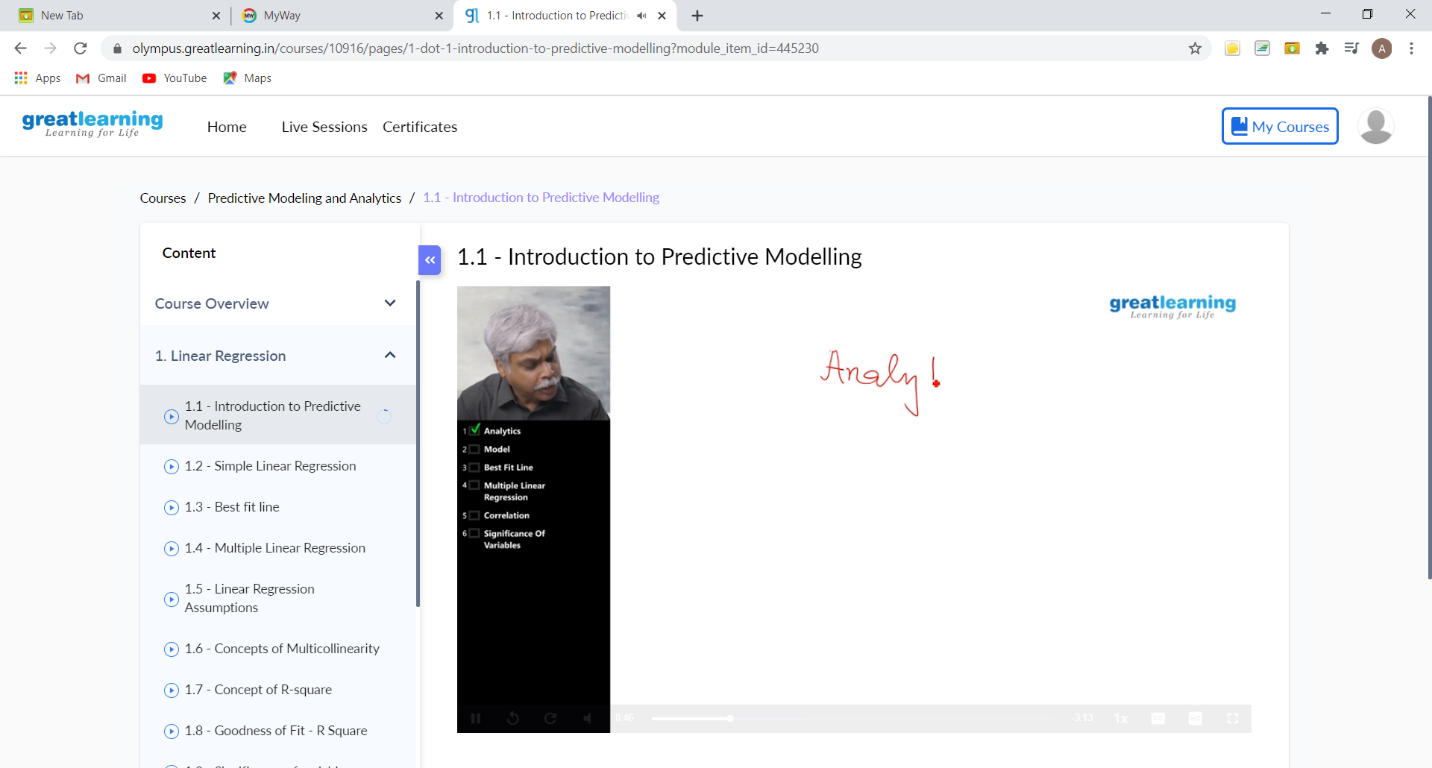 New Tab
MyWay
1.1 - Introduction to Predicti
olympus.greatlearning.in/courses/10916/pages/1-dot-1-introduction-to-predictive-modelling?module_item_id=445230
A
Apps Gmail YouTube Maps
greatlearning
Learning for Life
Home Live Sessions Certificates
My Courses
Courses / Predictive Modeling and Analytics / 1.1 - Introduction to Predictive Modelling
Content
Course Overview
1. Linear Regression
1.1 - Introduction to Predictive
Modelling
1.2 - Simple Linear Regression
1.3 - Best fit line
1.4 - Multiple Linear Regression
1.5 - Linear Regression
Assumptions
1.6 - Concepts of Multicollinearity
1.7 - Concept of R-square
1.8 - Goodness of Fit - R Square
1.1 - Introduction to Predictive Modelling
greatlearning
Learning for Life
Analy
1 Analytics
2 Model
3 Best Fit Line
4 Multiple Linear
Regression
5 Correlation
6 Significance Of
Variables
-3:13 1x